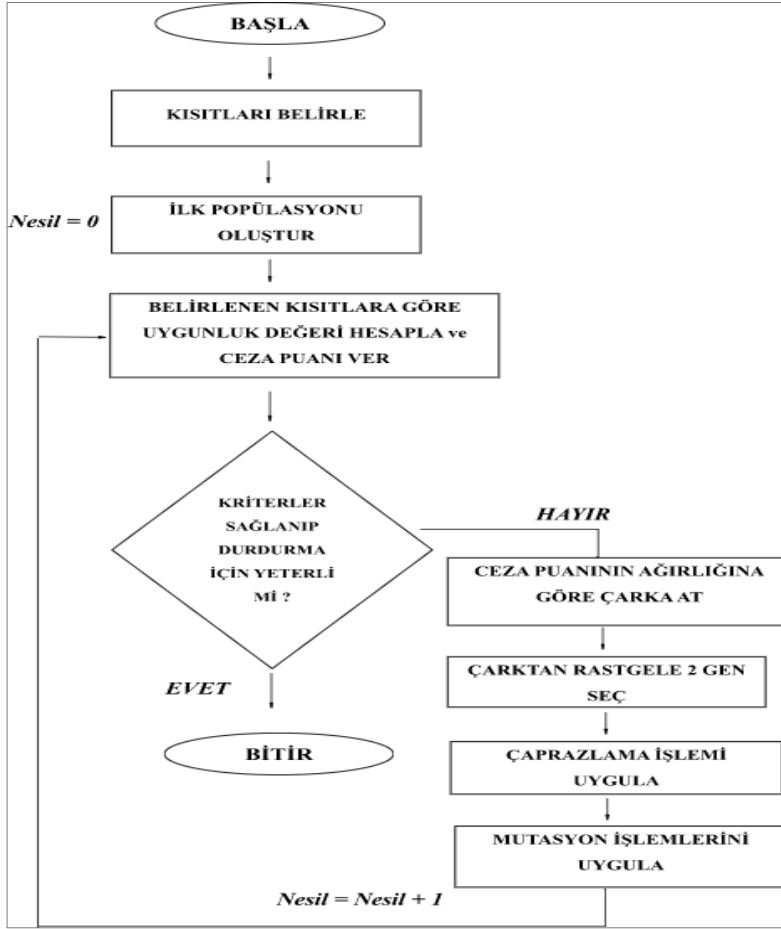 BAŞLA
KISITLARI BELİRLE
Nesil = 0
İLK POPÜLASYONU
OLUŞTUR
BELİRLENEN KISITLARA GÖRE
UYGUNLUK DEĞERİ HESAPLA ve
CEZA PUANI VER
KRİTERLER
SAĞLANIP
DURDURMA
İÇİN YETERLİ
Mİ ?
HAYIR
CEZA PUANININ AĞIRLIĞINA
GÖRE ÇARKA AT
ÇARKTAN RASTGELE 2 GEN
SEÇ
EVET
BİTİR
ÇAPRAZLAMA İŞLEMİ
UYGULA
MUTASYON İŞLEMLERİNİ
UYGULA
Nesil = Nesil + 1